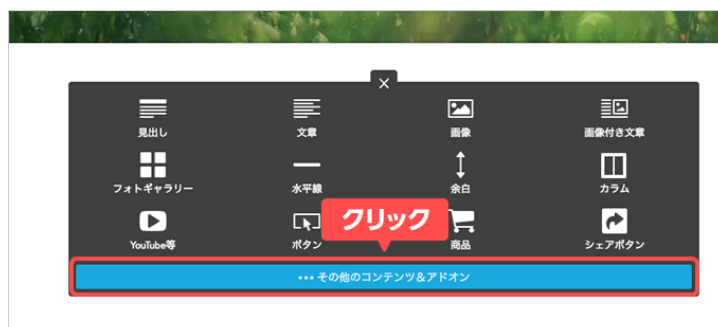 ×
見出し 文章 画像 画像付き文章
フォトギャラリー 水平線 余白 カラム
YouTube等 ボタン 商品 シェアボタン
クリック
••• その他のコンテンツ&アドオン